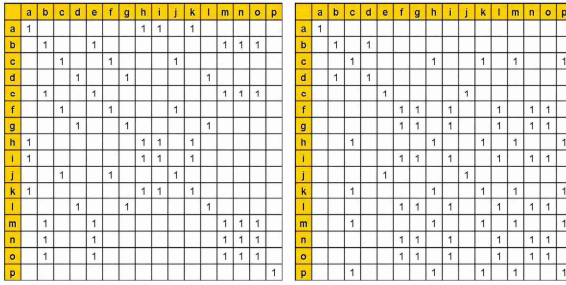 a b c d e f g h i j k l m n o p
a 1 1 1 1
b 1 1 1 1 1
c 1 1 1
d 1 1 1
e 1 1 1 1 1
f 1 1 1
g 1 1 1
h 1 1 1 1
i 1 1 1 1
j 1 1 1
k 1 1 1 1
l 1 1 1
m 1 1 1 1 1
n 1 1 1 1 1
o 1 1 1 1 1
p 1
a b c d e f g h i j k l m n o p
a 1
b 1 1
c 1 1 1 1 1
d 1 1
e 1 1
f 1 1 1 1 1 1
g 1 1 1 1 1 1
h 1 1 1 1 1
i 1 1 1 1 1 1
j 1 1
k 1 1 1 1 1
l 1 1 1 1 1 1
m 1 1 1 1 1
n 1 1 1 1 1 1
o 1 1 1 1 1 1
p 1 1 1 1 1